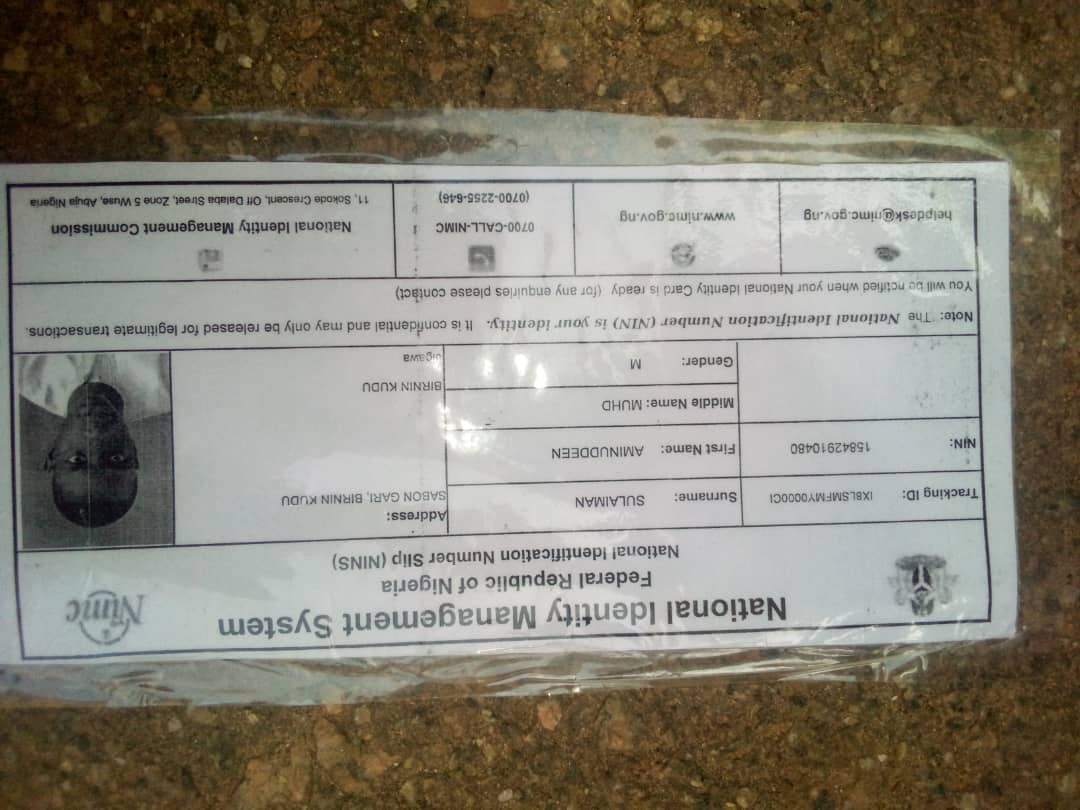 National Identity Management System
Federal Republic of Nigeria
National Identification Number Slip (NINS)
Nimc
Tracking ID: IX8LSMFMY0000CI
Surname: SULAIMAN
Address:
SABON GARI, BIRNIN KUDU
NIN: 15842910480
First Name: AMINUDDEEN
Middle Name: MUHD
BIRNIN KUDU
Gender: M
Jigawa
Note: The National Identification Number (NIN) is your identity. It is confidential and may only be released for legitimate transactions.
You will be notified when your National Identity Card is ready (for any enquiries please contact)
helpdesk@nimc.gov.ng
www.nimc.gov.ng
0700-CALL-NIMC
(0700-2255-646)
National Identity Management Commission
11, Sokode Crescent, Off Dalaba Street, Zone 5 Wuse, Abuja Nigeria